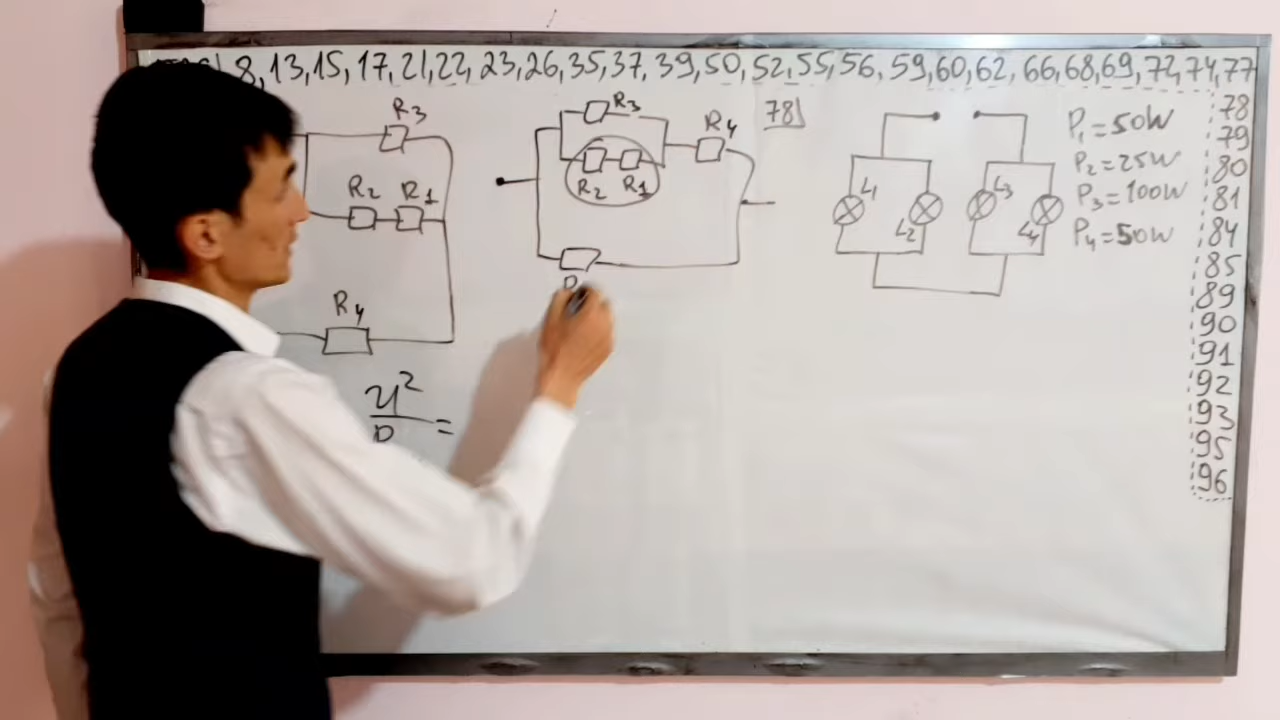 8, 13, 15, 17, 21, 22, 23, 26, 35, 37, 39, 50, 52, 55, 56, 59, 60, 62, 66, 68, 69, 72, 74, 77
78
79
80
81
84
85
89
90
91
92
93
95
96
R3
R2 R1
R4
U²
=
R3
R2 R1
R4
78)
L1
L2
L3
L4
P1=50W
P2=25W
P3=100W
P4=50W